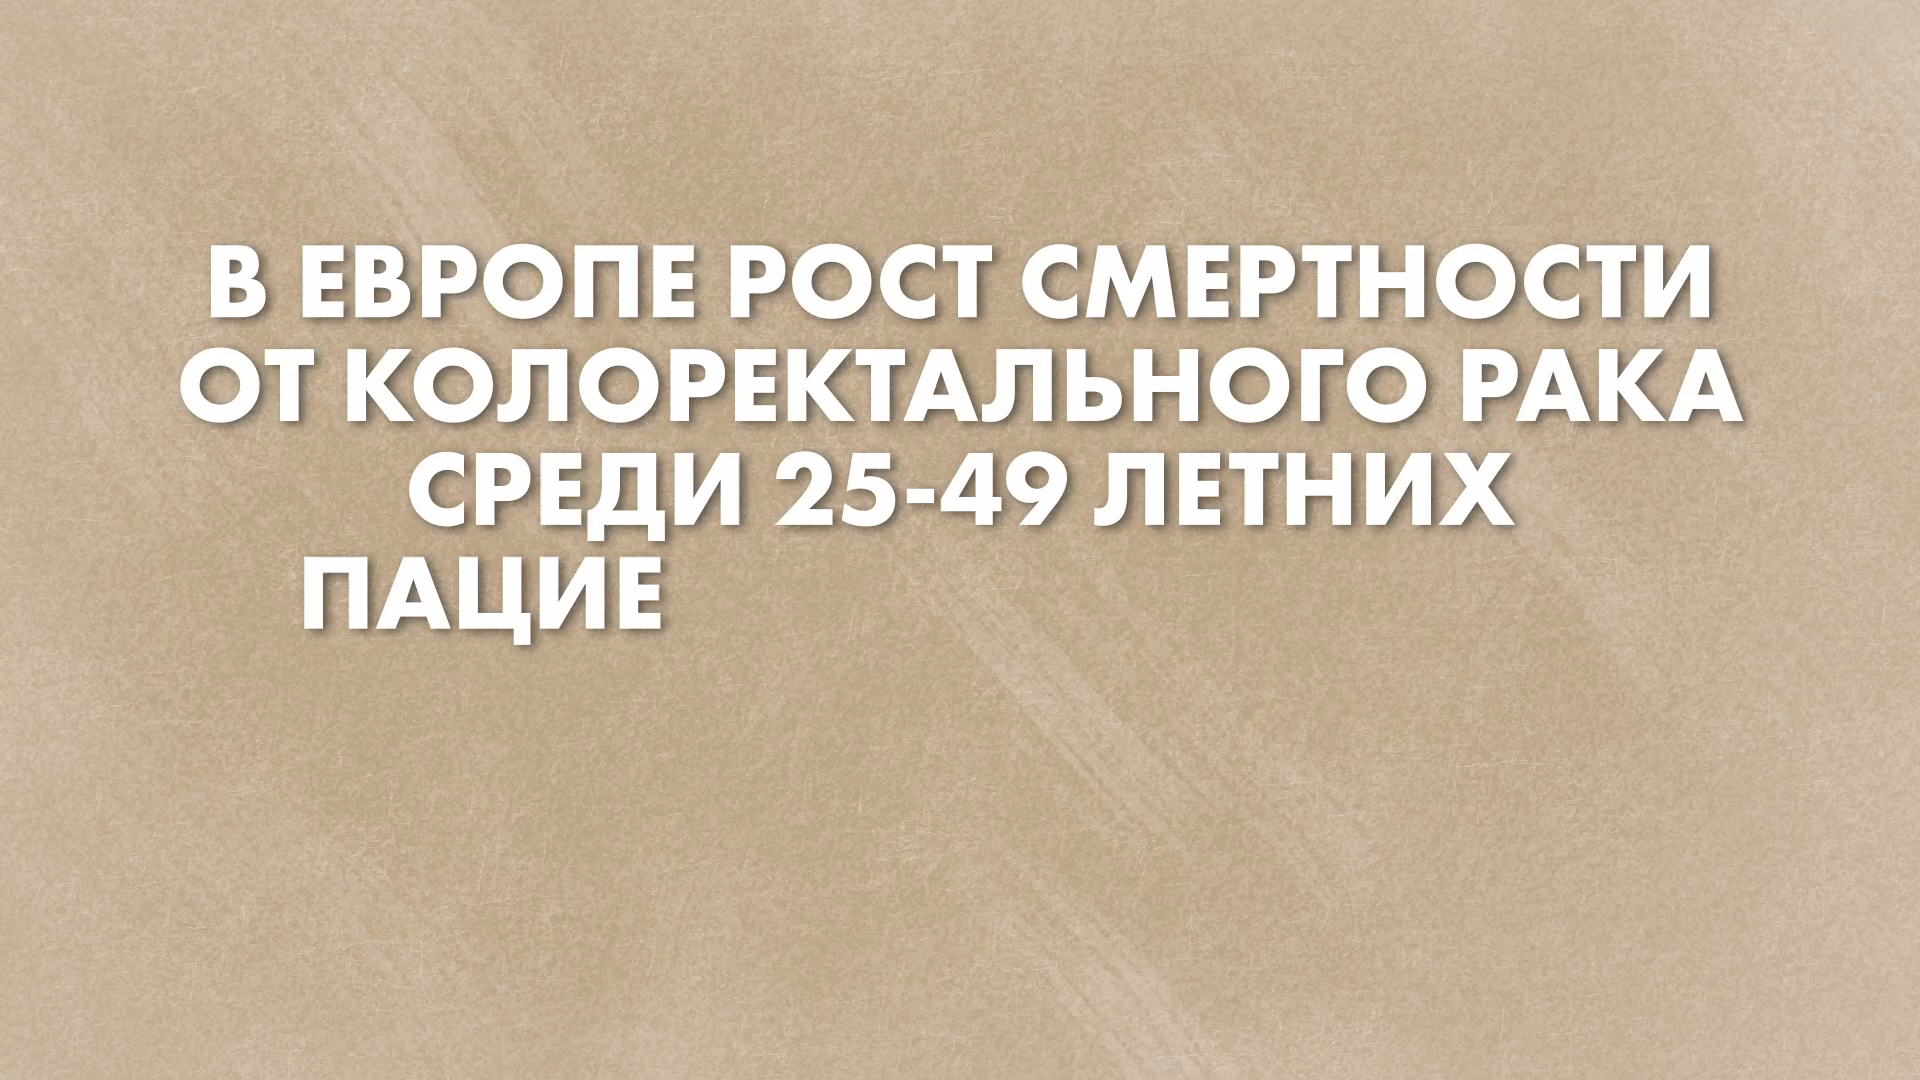 В ЕВРОПЕ РОСТ СМЕРТНОСТИ
ОТ КОЛОРЕКТАЛЬНОГО РАКА
СРЕДИ 25-49 ЛЕТНИХ
ПАЦИЕ